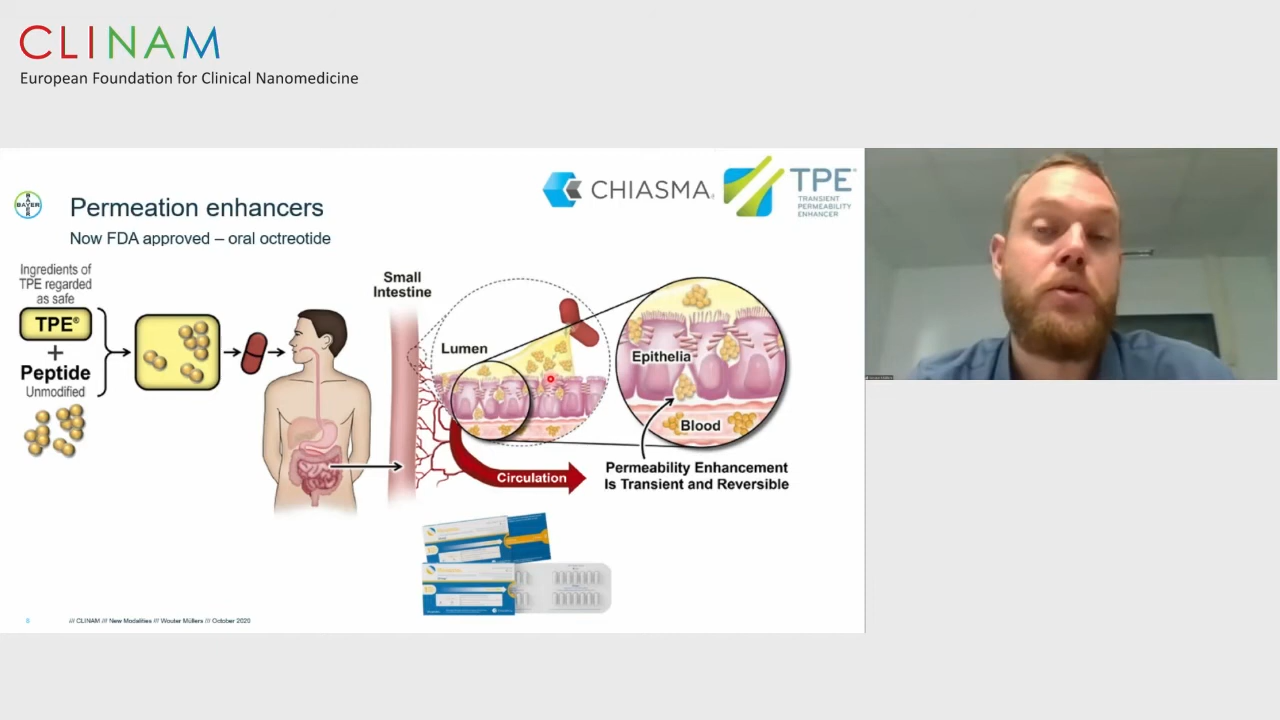 CLINAM
European Foundation for Clinical Nanomedicine
BAYER
Permeation enhancers
Now FDA approved – oral octreotide
CHIASMA
TPE
TRANSIENT
PERMEABILITY
ENHANCER
Ingredients of
TPE regarded
as safe
TPE®
+
Peptide
Unmodified
Small
Intestine
Lumen
Epithelia
Blood
Circulation
Permeability Enhancement
Is Transient and Reversible
/// CLINAM /// New Modalities /// Wouter Müllers /// October 2020